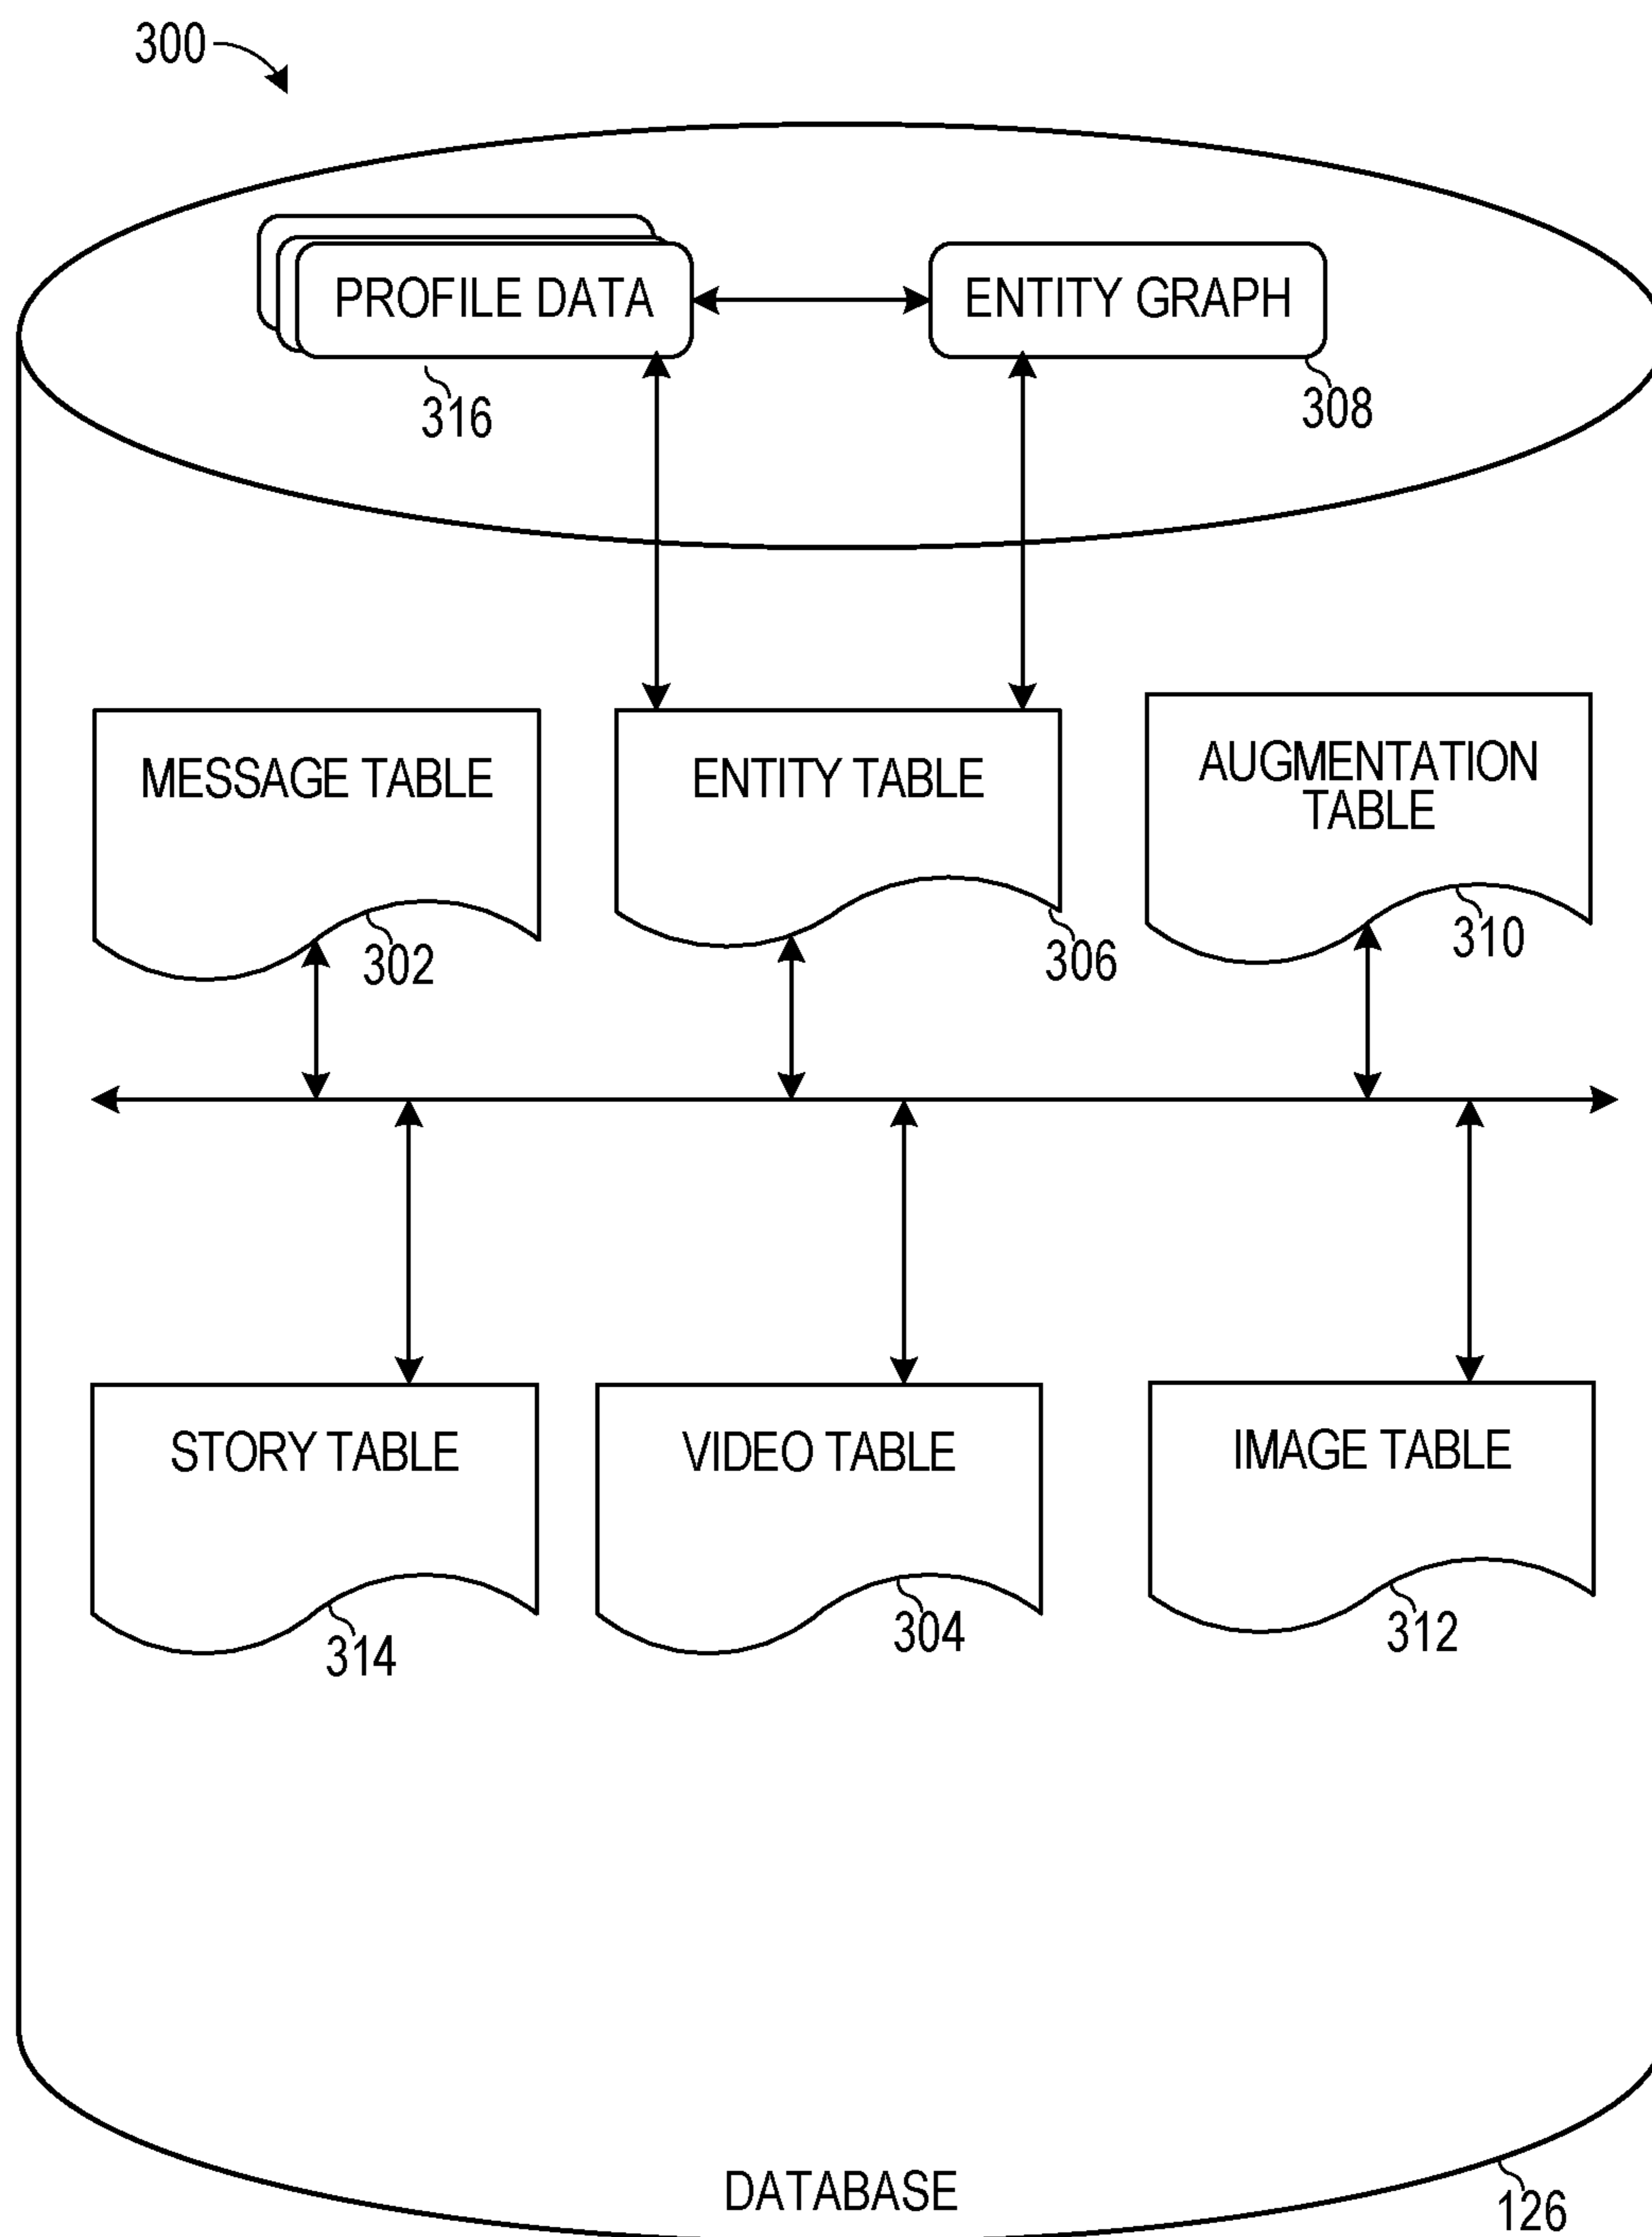 300
PROFILE DATA
ENTITY GRAPH
316
308
MESSAGE TABLE
ENTITY TABLE
AUGMENTATION
TABLE
302
306
310
STORY TABLE
VIDEO TABLE
IMAGE TABLE
314
304
312
DATABASE
126